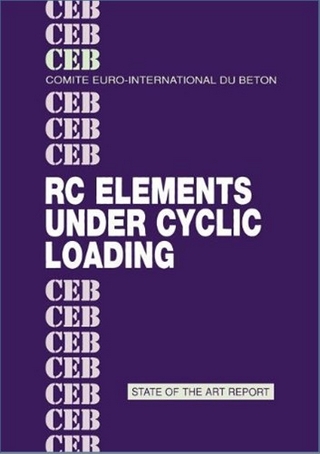 CEB
CEB
CEB
COMITE EURO-INTERNATIONAL DU BETON
CEB
CEB
CEB
RC ELEMENTS
UNDER CYCLIC
LOADING
CEB
CEB
CEB
CEB
STATE OF THE ART REPORT
CEB
CEB
CEB